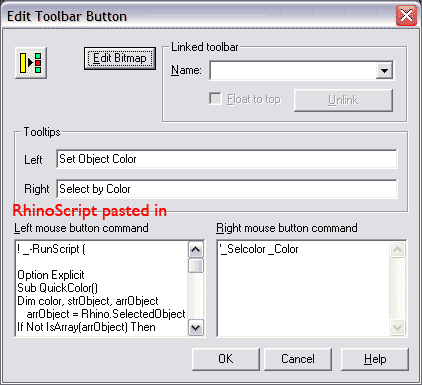 Edit Toolbar Button
Edit Bitmap
Linked toolbar
Name:
Float to top
Unlink
Tooltips
Left
Set Object Color
Right
Select by Color
RhinoScript pasted in
Left mouse button command
! _-RunScript (
Option Explicit
Sub QuickColor()
Dim color, strObject, arrObject
arrObject = Rhino.SelectedObject
If Not IsArray(arrObject) Then
Right mouse button command
'_Selcolor _Color
OK
Cancel
Help